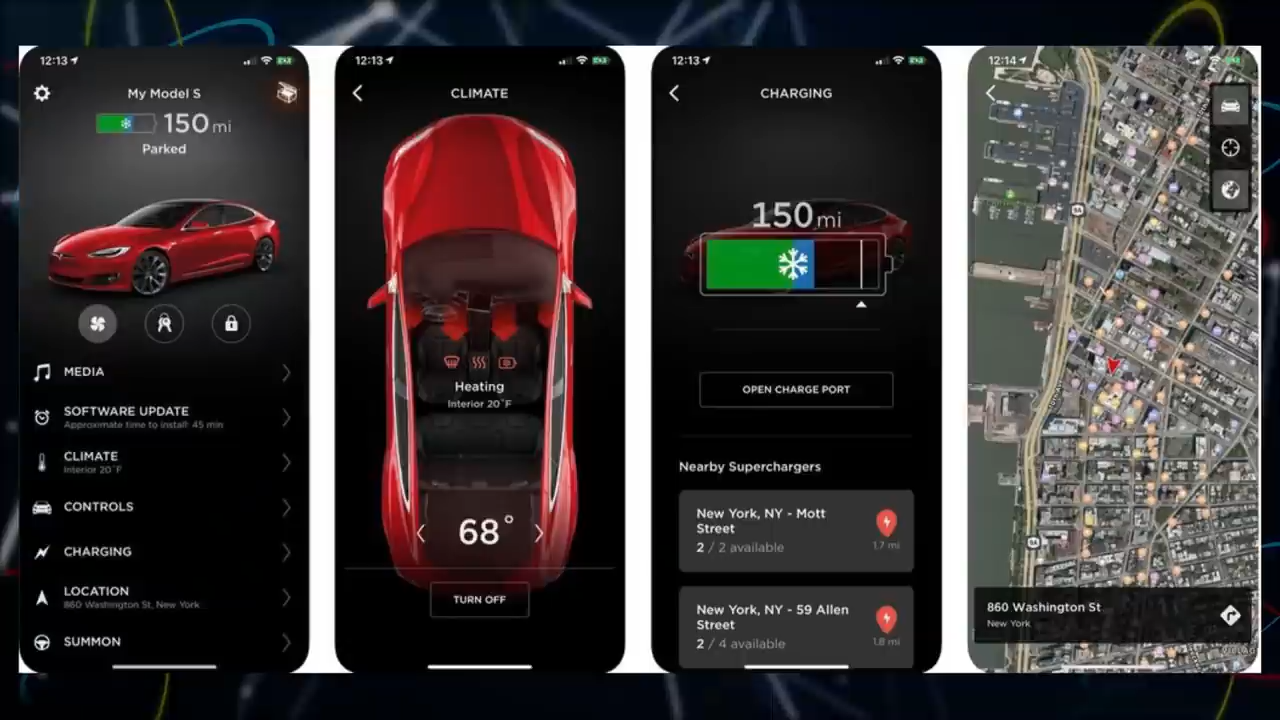 12:13
My Model S
150 mi
Parked
MEDIA
SOFTWARE UPDATE
Approximate time to install: 45 min
CLIMATE
Interior 20°F
CONTROLS
CHARGING
LOCATION
860 Washington St, New York
SUMMON
12:13
CLIMATE
Heating
Interior 20°F
68°
TURN OFF
12:13
CHARGING
150 mi
OPEN CHARGE PORT
Nearby Superchargers
New York, NY - Mott
Street
2 / 2 available
1.7 mi
New York, NY - 59 Allen
Street
2 / 4 available
1.8 mi
12:14
9A
9A
860 Washington St
New York